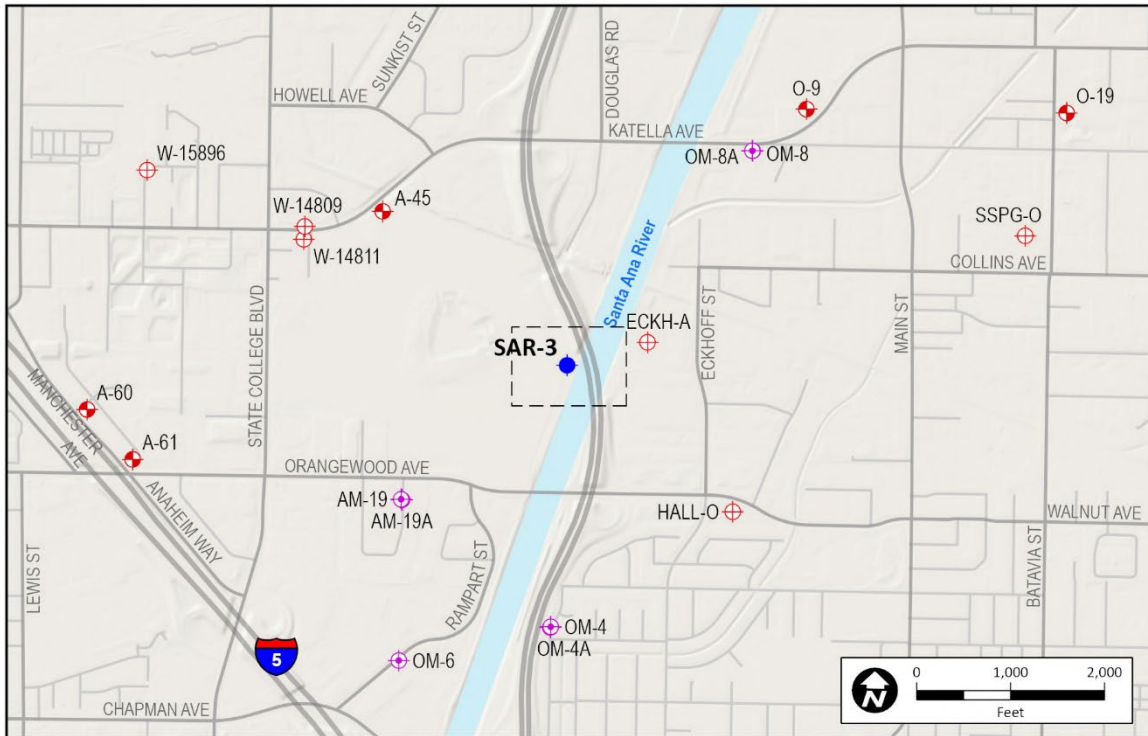 SUNKIST ST
DOUGLAS RD
HOWELL AVE
O-9
O-19
KATELLA AVE
OM-8A
OM-8
W-15896
A-45
W-14809
W-14811
SSPG-O
COLLINS AVE
Santa Ana River
STATE COLLEGE BLVD
ECKHOFF ST
MAIN ST
ECKH-A
SAR-3
A-60
MANCHESTER
AVE
A-61
ORANGEWOOD AVE
ANAHEIM WAY
AM-19
AM-19A
HALL-O
WALNUT AVE
LEWIS ST
RAMPART ST
BATAVIA ST
OM-4
OM-4A
OM-6
5
CHAPMAN AVE
N
0
1,000
2,000
Feet